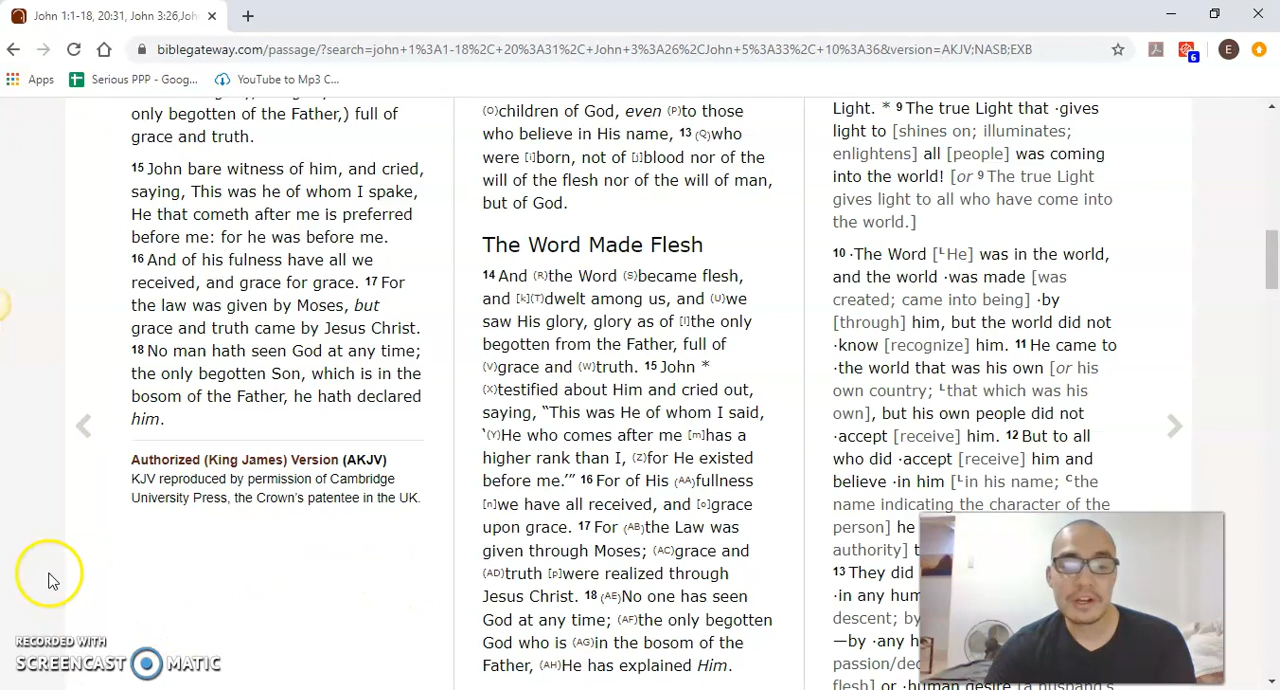 John 1:1-18, 20:31, John 3:26,Joh
biblegateway.com/passage/?search=john+1%3A1-18%2C+20%3A31%2C+John+3%3A26%2CJohn+5%3A33%2C+10%3A36&version=AKJV;NASB;EXB
E
6
Apps
Serious PPP - Goog...
YouTube to Mp3 C...
only begotten of the Father,) full of
grace and truth.
15 John bare witness of him, and cried,
saying, This was he of whom I spake,
He that cometh after me is preferred
before me: for he was before me.
16 And of his fulness have all we
received, and grace for grace. 17 For
the law was given by Moses, but
grace and truth came by Jesus Christ.
18 No man hath seen God at any time;
the only begotten Son, which is in the
bosom of the Father, he hath declared
him.
Authorized (King James) Version (AKJV)
KJV reproduced by permission of Cambridge
University Press, the Crown's patentee in the UK.
(O)children of God, even (P)to those
who believe in His name, 13 (Q)who
were [i]born, not of [j]blood nor of the
will of the flesh nor of the will of man,
but of God.
The Word Made Flesh
14 And (R)the Word (S)became flesh,
and [k](T)dwelt among us, and (U)we
saw His glory, glory as of [l]the only
begotten from the Father, full of
(V)grace and (W)truth. 15 John *
(X)testified about Him and cried out,
saying, “This was He of whom I said,
‘(Y)He who comes after me [m]has a
higher rank than I, (Z)for He existed
before me.’” 16 For of His (AA)fullness
[n]we have all received, and [o]grace
upon grace. 17 For (AB)the Law was
given through Moses; (AC)grace and
(AD)truth [p]were realized through
Jesus Christ. 18 (AE)No one has seen
God at any time; (AF)the only begotten
God who is (AG)in the bosom of the
Father, (AH)He has explained Him.
Light. * 9 The true Light that ·gives
light to [shines on; illuminates;
enlightens] all [people] was coming
into the world! [or 9 The true Light
gives light to all who have come into
the world.]
10 ·The Word [LHe] was in the world,
and the world ·was made [was
created; came into being] ·by
[through] him, but the world did not
·know [recognize] him. 11 He came to
·the world that was his own [or his
own country; Lthat which was his
own], but his own people did not
·accept [receive] him. 12 But to all
who did ·accept [receive] him and
believe ·in him [Lin his name; Cthe
name indicating the character of the
person] he
authority] t
13 They did
·in any hum
descent; by
—by ·any h
passion/dec
flesh] or ·human desire [a husband's
RECORDED WITH
SCREENCAST MATIC